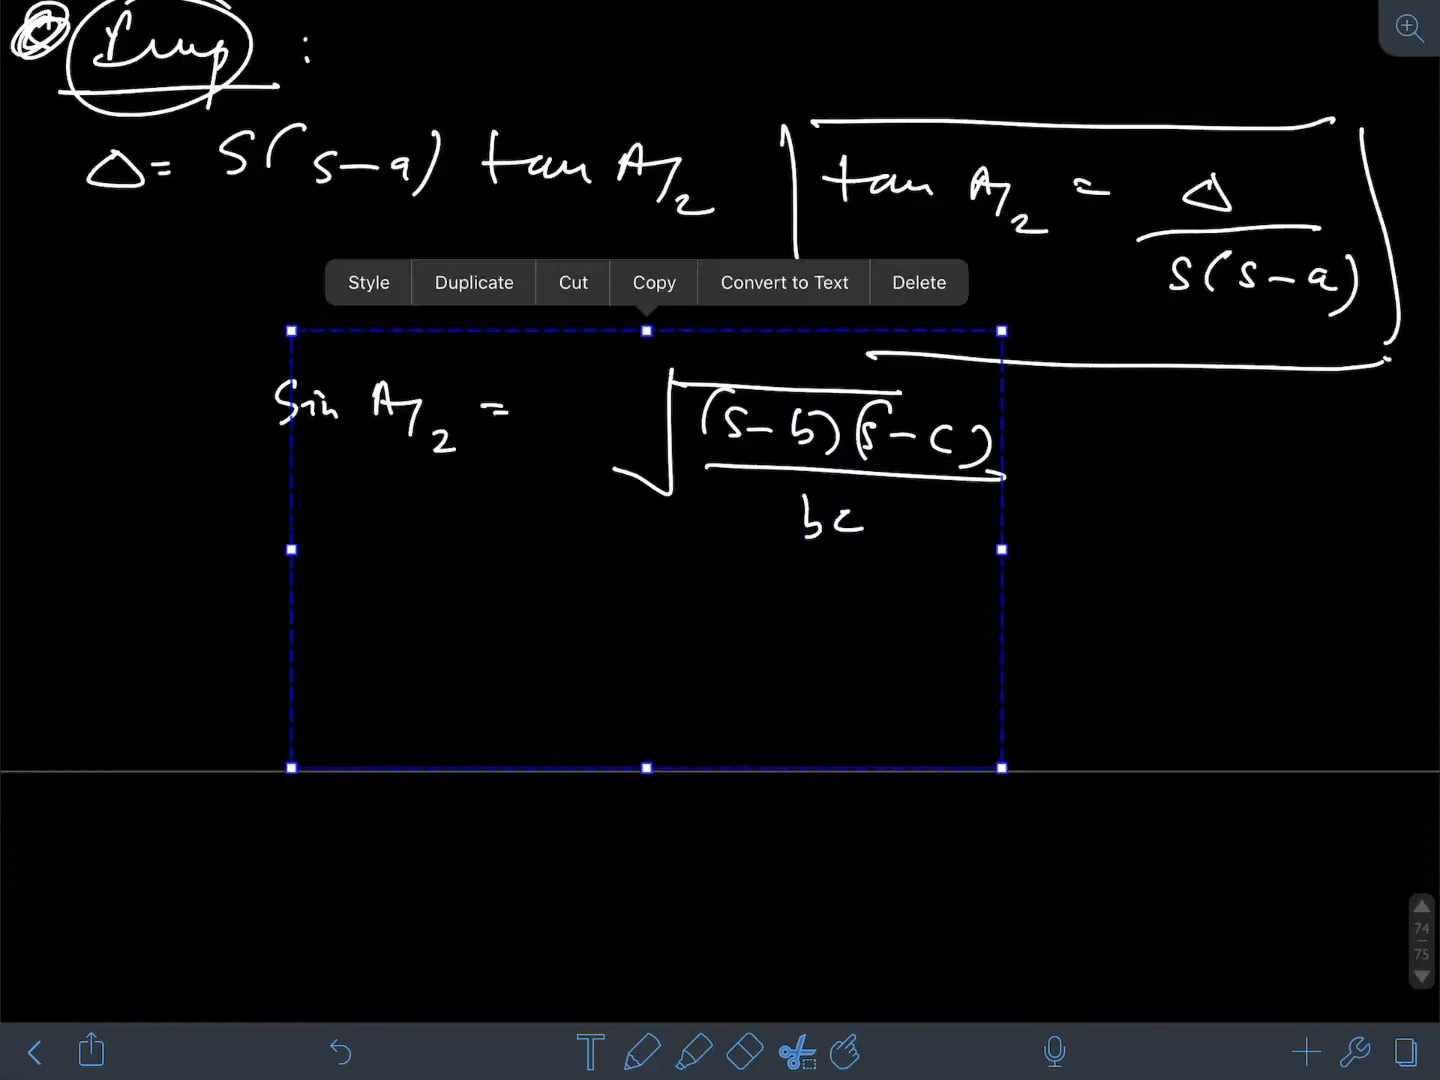 Imp :
Δ = S(s-a) tan A/2
tan A/2 = Δ / S(s-a)
Style Duplicate Cut Copy Convert to Text Delete
Sin A/2 = √((s-b)(s-c) / bc)
74
75
T